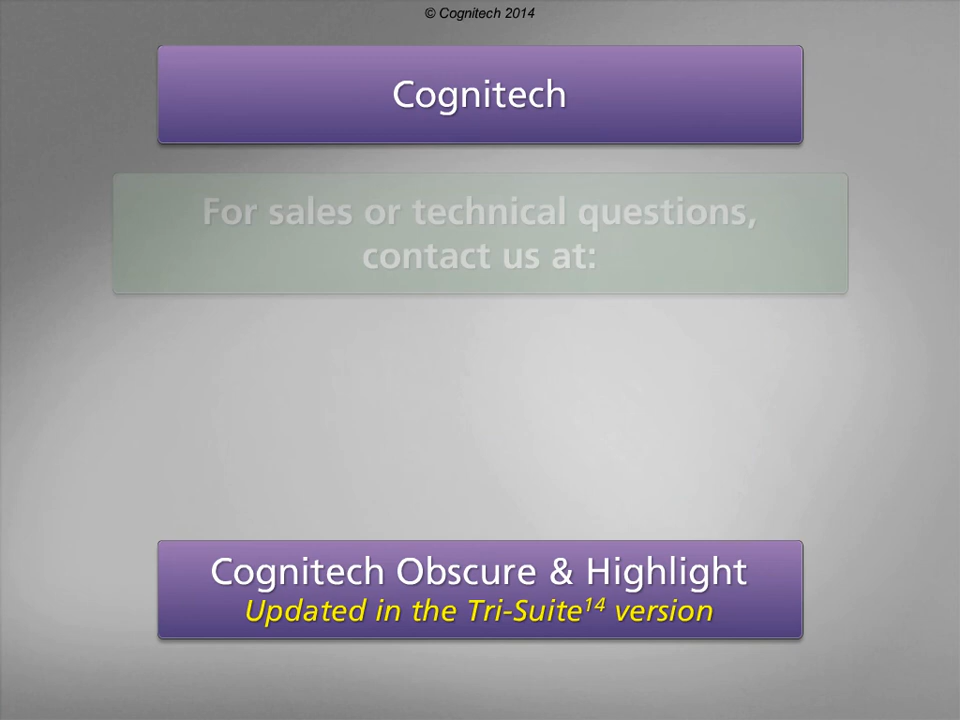 © Cognitech 2014
Cognitech
For sales or technical questions,
contact us at:
Cognitech Obscure & Highlight
Updated in the Tri-Suite¹⁴ version